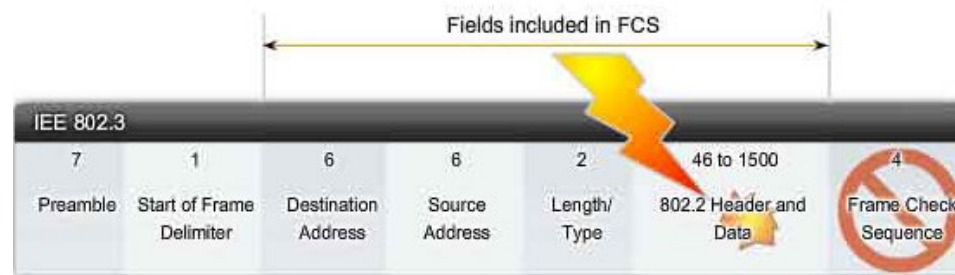 Fields included in FCS
IEE 802.3
7 1 6 6 2 46 to 1500 4
Preamble Start of Frame Destination Source Length/ 802.2 Header and Frame Check
Delimiter Address Address Type Data Sequence